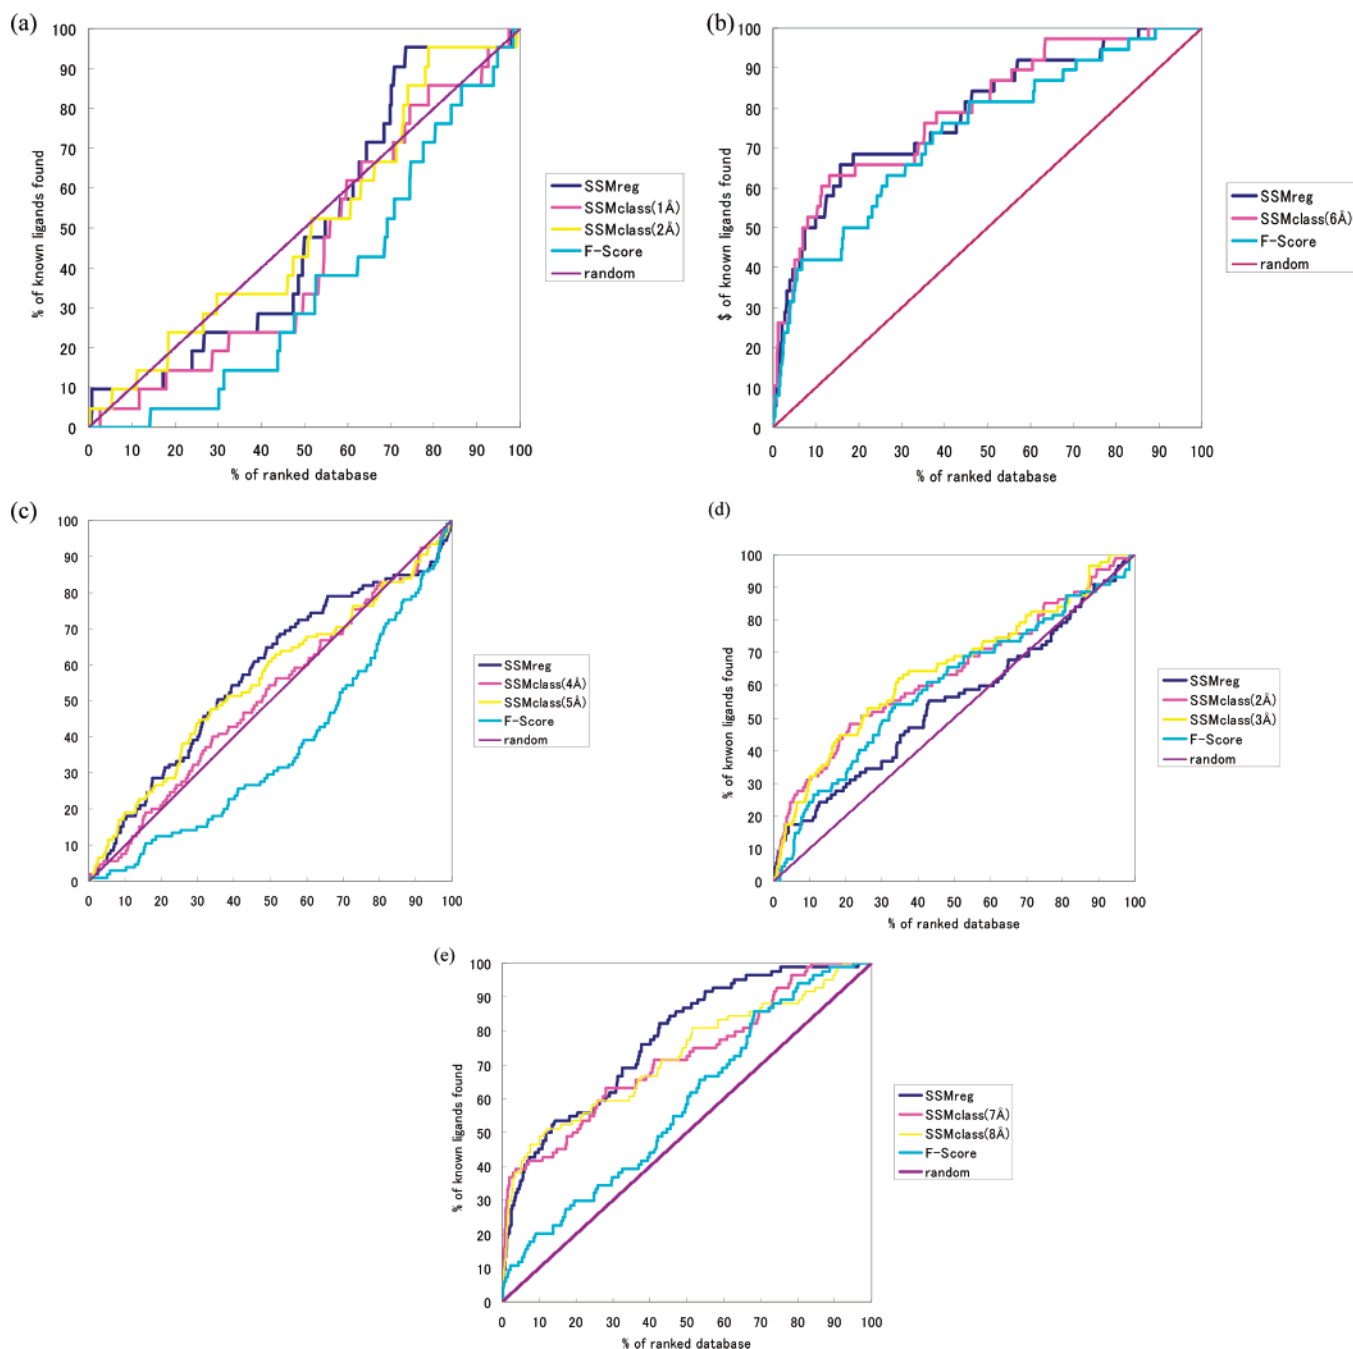 (a)
100
90
80
70
60
50
40
30
20
10
0
% of known ligands found
0 10 20 30 40 50 60 70 80 90 100
% of ranked database
SSMreg
SSMclass(1Å)
SSMclass(2Å)
F-Score
random
(b)
100
90
80
70
60
50
40
30
20
10
0
$ of known ligands found
0 10 20 30 40 50 60 70 80 90 100
% of ranked database
SSMreg
SSMclass(6Å)
F-Score
random
(c)
100
90
80
70
60
50
40
30
20
10
0
0 10 20 30 40 50 60 70 80 90 100
SSMreg
SSMclass(4Å)
SSMclass(5Å)
F-Score
random
(d)
100
90
80
70
60
50
40
30
20
10
0
% of knwon ligands found
0 10 20 30 40 50 60 70 80 90 100
% of ranked database
SSMreg
SSMclass(2Å)
SSMclass(3Å)
F-Score
random
(e)
100
90
80
70
60
50
40
30
20
10
0
% of known ligands found
0 10 20 30 40 50 60 70 80 90 100
% of ranked database
SSMreg
SSMclass(7Å)
SSMclass(8Å)
F-Score
random